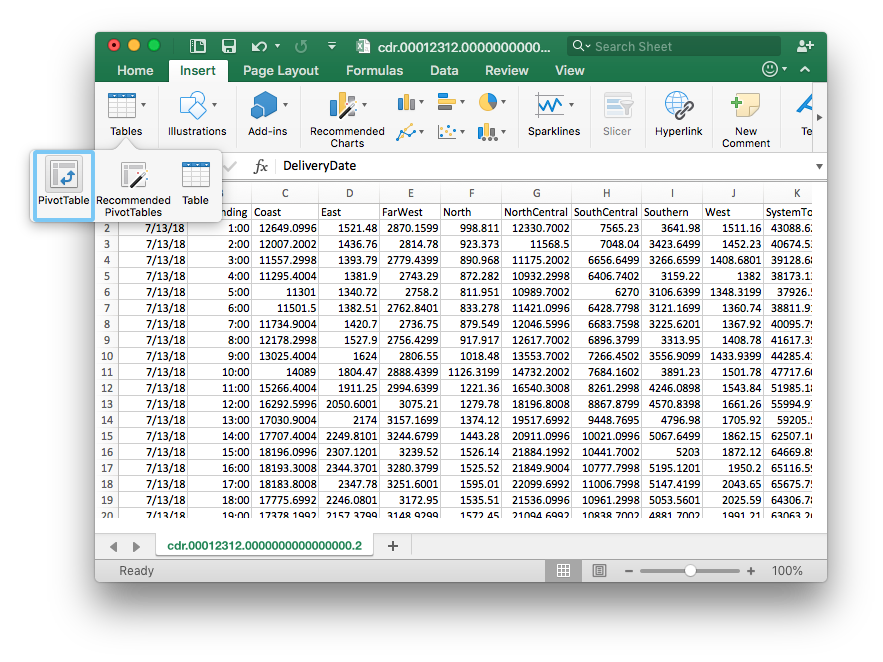 cdr.00012312.0000000000...
Search Sheet
Home Insert Page Layout Formulas Data Review View
Tables Illustrations Add-ins Recommended Charts Sparklines Slicer Hyperlink New Comment Te
PivotTable Recommended PivotTables Table
fx DeliveryDate
C D E F G H I J K
nding Coast East FarWest North NorthCentral SouthCentral Southern West SystemTo
2 7/13/18 1:00 12649.0996 1521.48 2870.1599 998.811 12330.7002 7565.23 3641.98 1511.16 43088.62
3 7/13/18 2:00 12007.2002 1436.76 2814.78 923.373 11568.5 7048.04 3423.6499 1452.23 40674.5
4 7/13/18 3:00 11557.2998 1393.79 2779.4399 890.968 11175.2002 6656.6499 3266.6599 1408.6801 39128.6
5 7/13/18 4:00 11295.4004 1381.9 2743.29 872.282 10932.2998 6406.7402 3159.22 1382 38173.1
6 7/13/18 5:00 11301 1340.72 2758.2 811.951 10989.7002 6270 3106.6399 1348.3199 37926.
7 7/13/18 6:00 11501.5 1382.51 2762.8401 833.278 11421.0996 6428.7798 3121.1699 1360.74 38811.9
8 7/13/18 7:00 11734.9004 1420.7 2736.75 879.549 12046.5996 6683.7598 3225.6201 1367.92 40095.7
9 7/13/18 8:00 12178.2998 1527.9 2756.4299 917.917 12617.7002 6896.3799 3313.95 1408.78 41617.3
10 7/13/18 9:00 13025.4004 1624 2806.55 1018.48 13553.7002 7266.4502 3556.9099 1433.9399 44285.4
11 7/13/18 10:00 14089 1804.47 2888.4399 1126.3199 14732.2002 7684.1602 3891.23 1501.78 47717.6
12 7/13/18 11:00 15266.4004 1911.25 2994.6399 1221.36 16540.3008 8261.2998 4246.0898 1543.84 51985.1
13 7/13/18 12:00 16292.5996 2050.6001 3075.21 1279.78 18196.8008 8867.8799 4570.8398 1661.26 55994.9
14 7/13/18 13:00 17030.9004 2174 3157.1699 1374.12 19517.6992 9448.7695 4796.98 1705.92 59205.
15 7/13/18 14:00 17707.4004 2249.8101 3244.6799 1443.28 20911.0996 10021.0996 5067.6499 1862.15 62507.1
16 7/13/18 15:00 18196.0996 2307.1201 3239.52 1526.14 21884.1992 10441.7002 5203 1872.12 64669.8
17 7/13/18 16:00 18193.3008 2344.3701 3280.3799 1525.52 21849.9004 10777.7998 5195.1201 1950.2 65116.5
18 7/13/18 17:00 18183.8008 2347.78 3251.6001 1595.01 22099.6992 11006.7998 5147.4199 2043.65 65675.7
19 7/13/18 18:00 17775.6992 2246.0801 3172.95 1535.51 21536.0996 10961.2998 5053.5601 2025.59 64306.7
20 7/13/18 19:00 17378.1992 2157.3799 3148.9299 1572.45 21094.6992 10838.7002 4881.7002 1991.21 63063.2
cdr.00012312.0000000000000000.2
Ready 100%